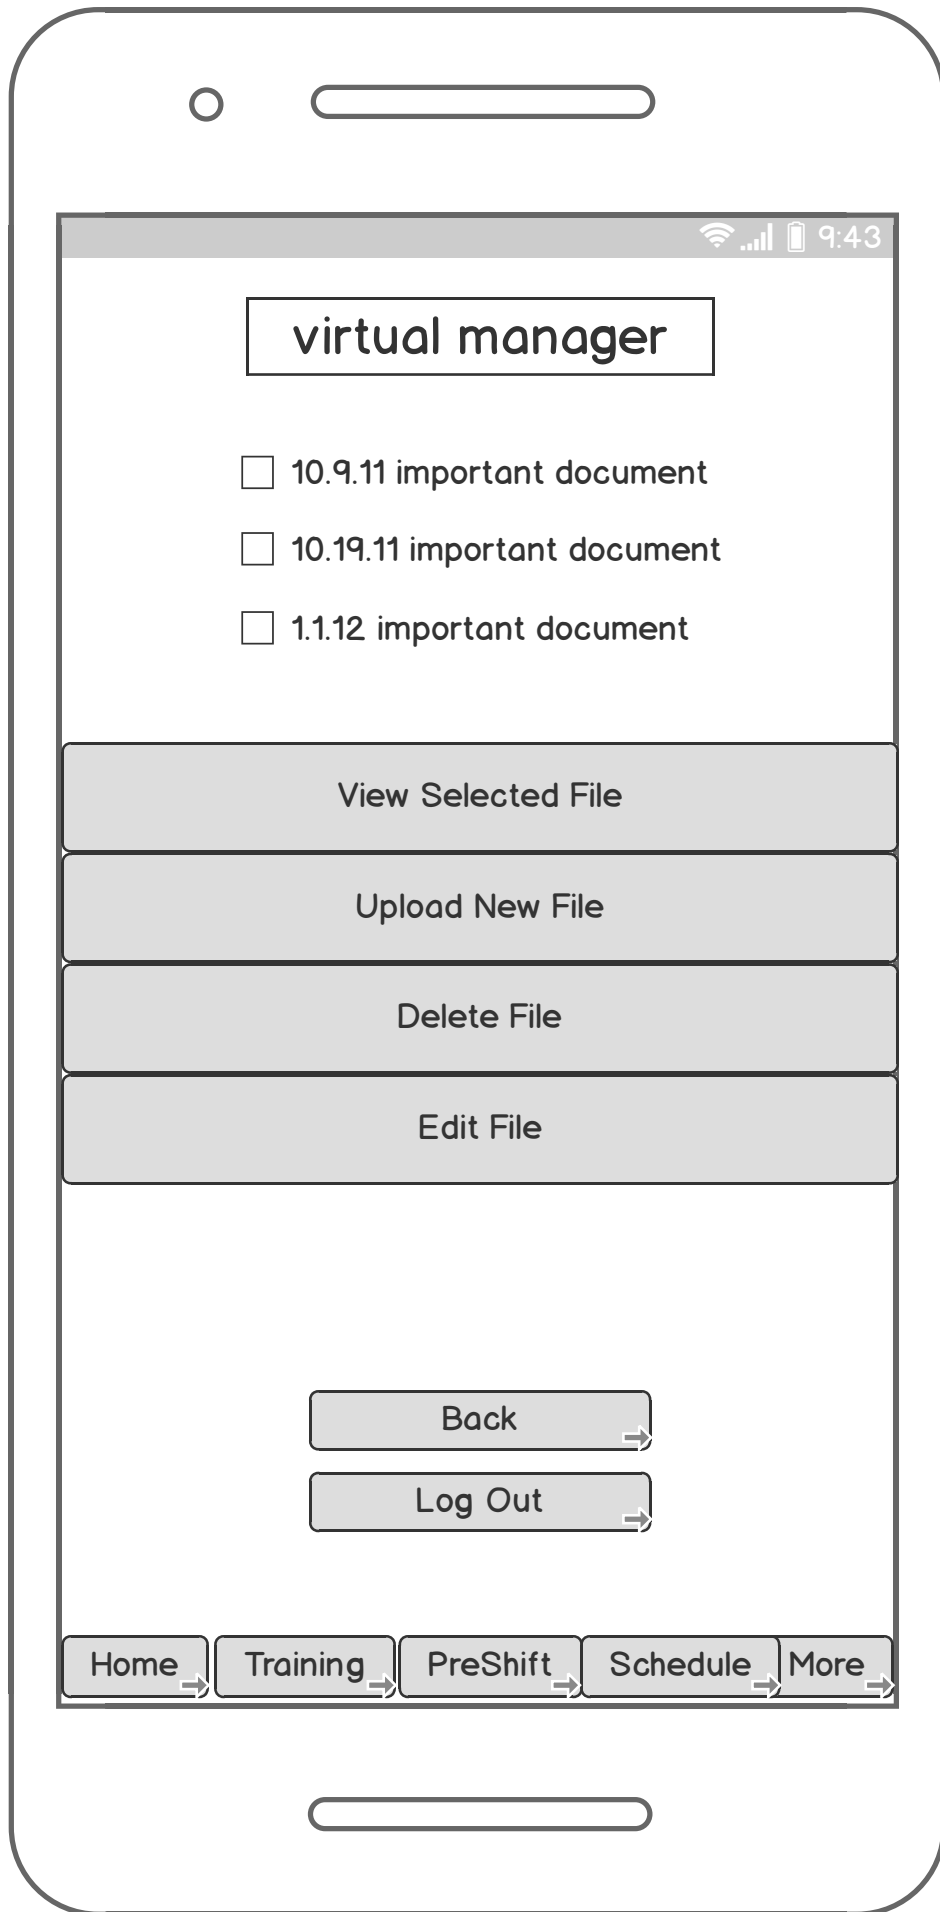 9:43
virtual manager
10.9.11 important document
10.19.11 important document
1.1.12 important document
View Selected File
Upload New File
Delete File
Edit File
Back
Log Out
Home Training PreShift Schedule More